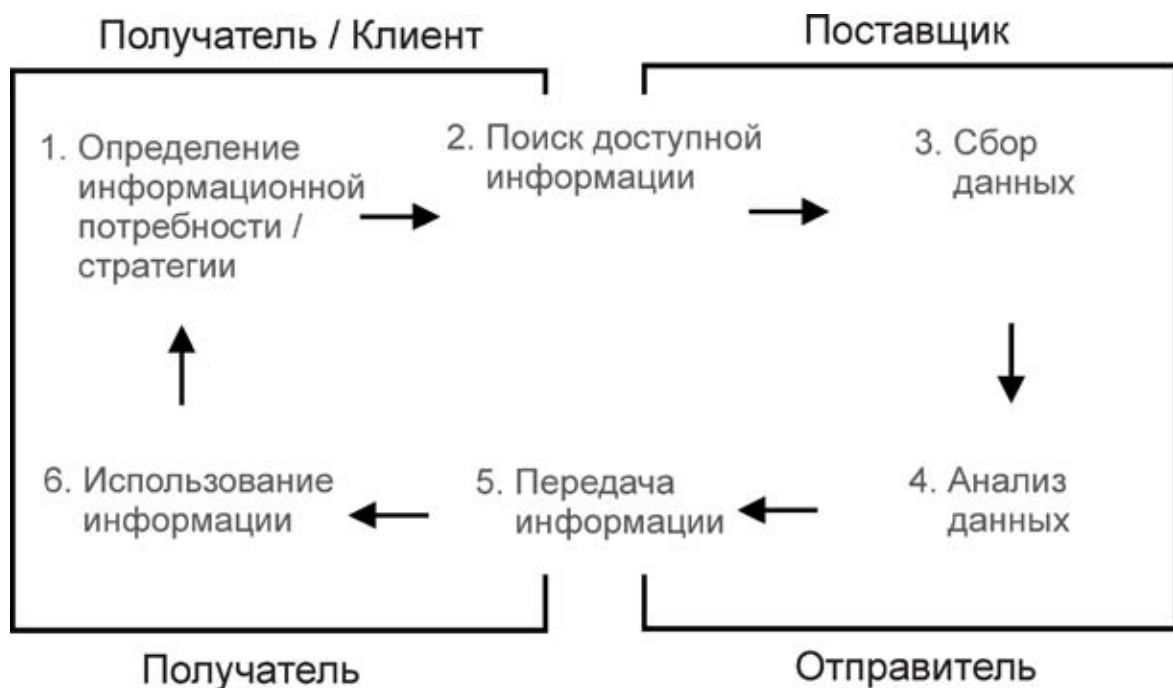 Получатель / Клиент
Поставщик
1. Определение
информационной
потребности /
стратегии
2. Поиск доступной
информации
3. Сбор
данных
6. Использование
информации
5. Передача
информации
4. Анализ
данных
Получатель
Отправитель